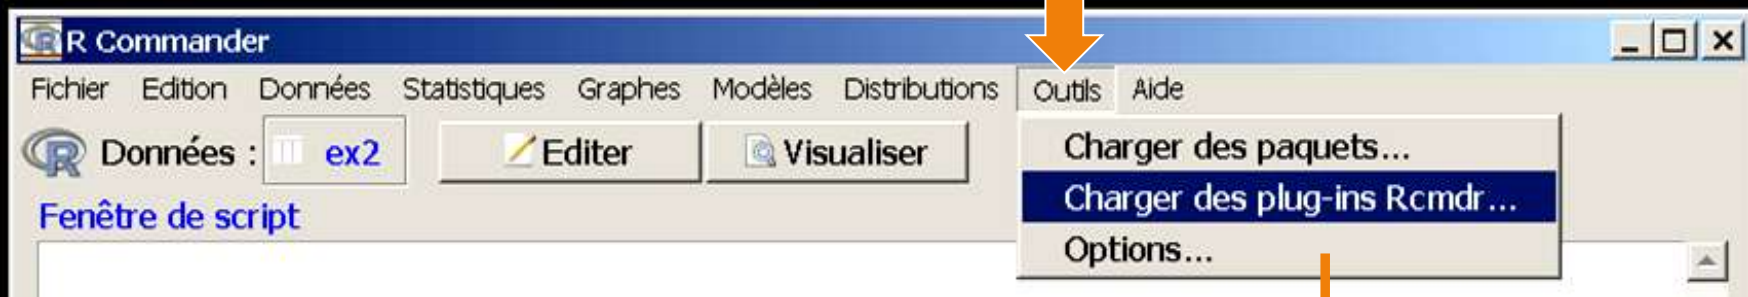 R Commander
Fichier Edition Données Statistiques Graphes Modèles Distributions Outils Aide
Données : ex2 Editer Visualiser
Charger des paquets...
Charger des plug-ins Rcmdr...
Options...
Fenêtre de script